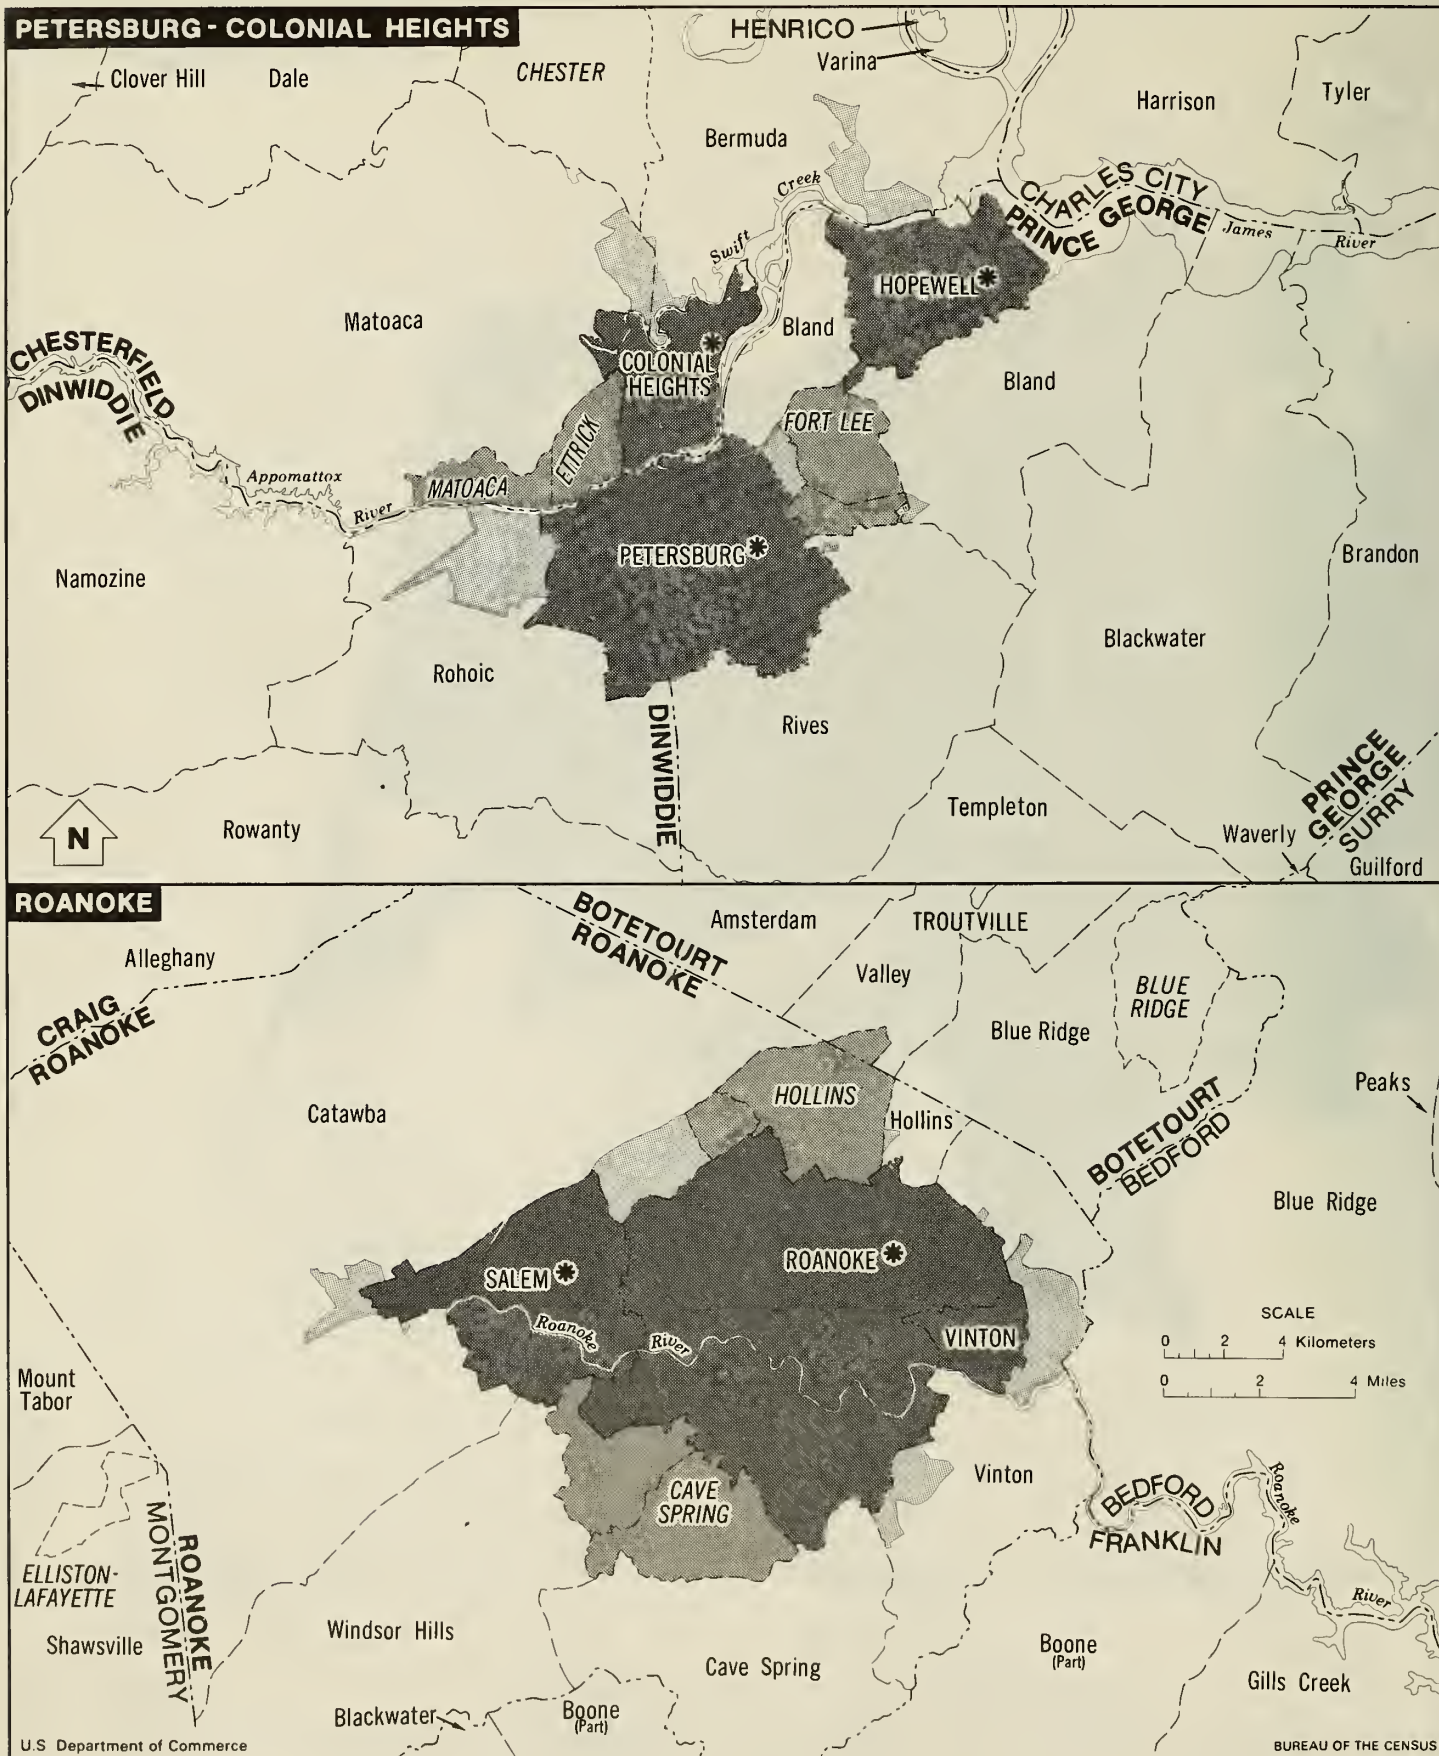 PETERSBURG - COLONIAL HEIGHTS
HENRICO
Varina
Clover Hill
Dale
CHESTER
Bermuda
Harrison
Tyler
Creek
Swift
CHARLES CITY
PRINCE GEORGE
James
River
HOPEWELL
Bland
Matoaca
COLONIAL
HEIGHTS
CHESTERFIELD
DINWIDDIE
Bland
FORT LEE
ETTRICK
MATOACA
Appomattox
River
PETERSBURG
Namozine
Brandon
Blackwater
Rohoic
Rives
DINWIDDIE
PRINCE
GEORGE
SURRY
Templeton
Waverly
Guilford
Rowanty
N
ROANOKE
BOTETOURT
ROANOKE
Amsterdam
TROUTVILLE
Alleghany
Valley
BLUE
RIDGE
CRAIG
ROANOKE
Blue Ridge
Peaks
HOLLINS
Hollins
Catawba
BOTETOURT
BEDFORD
Blue Ridge
ROANOKE
SALEM
Roanoke
River
VINTON
SCALE
0 2 4 Kilometers
0 2 4 Miles
Mount
Tabor
Vinton
CAVE
SPRING
BEDFORD
FRANKLIN
Roanoke
River
ROANOKE
MONTGOMERY
ELLISTON-
LAFAYETTE
Shawsville
Windsor Hills
Cave Spring
Boone
(Part)
Gills Creek
Blackwater
Boone
(Part)
U.S Department of Commerce
BUREAU OF THE CENSUS